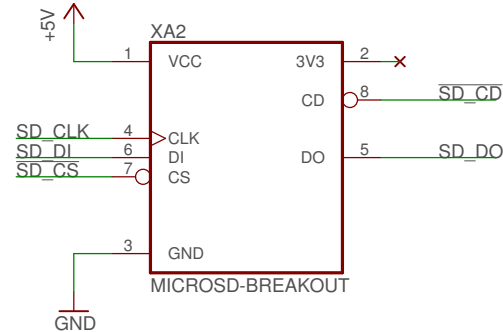 +5V
XA2
1
VCC
3V3
2
CD
8
SD_CD
SD_CLK
4
CLK
SD_DI
6
DI
DO
5
SD_DO
SD_CS
7
CS
3
GND
MICROSD-BREAKOUT
GND